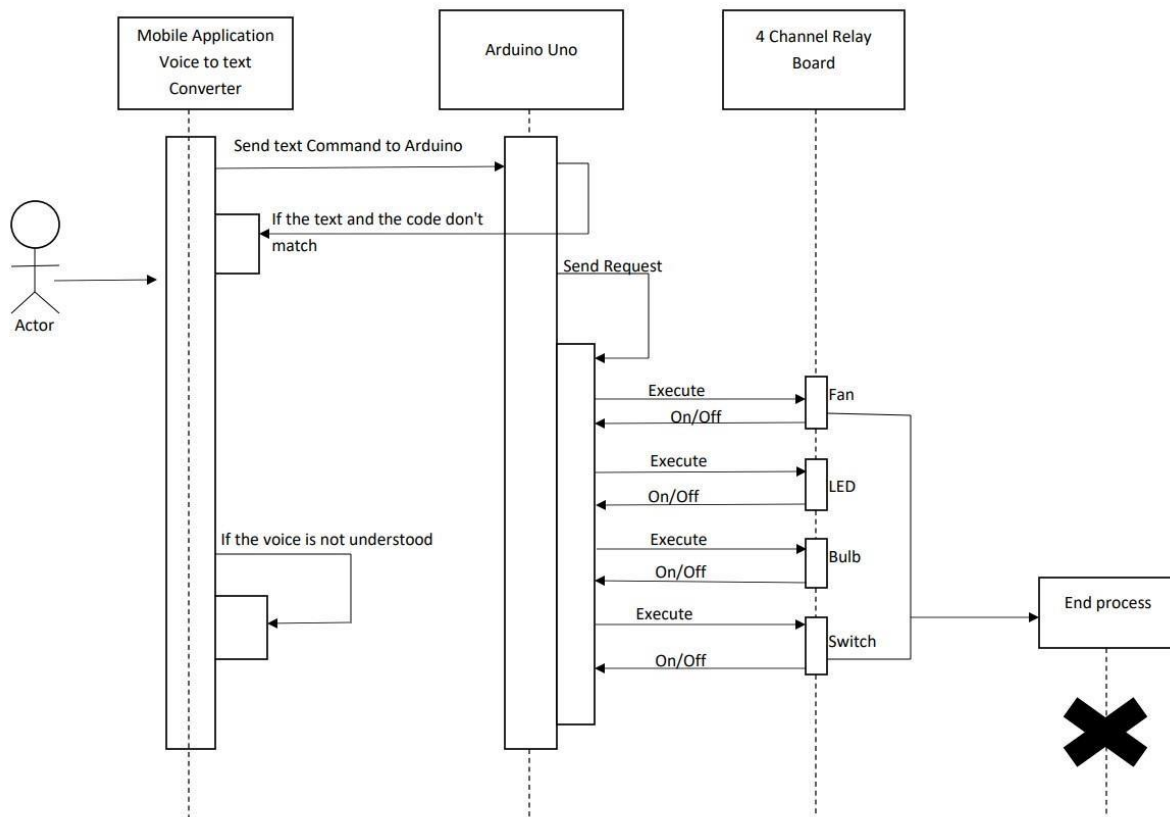 Mobile Application
Voice to text
Converter
Arduino Uno
4 Channel Relay
Board
Send text Command to Arduino
If the text and the code don't
match
Send Request
Actor
Execute
Fan
On/Off
Execute
LED
On/Off
If the voice is not understood
Execute
Bulb
On/Off
End process
Execute
Switch
On/Off